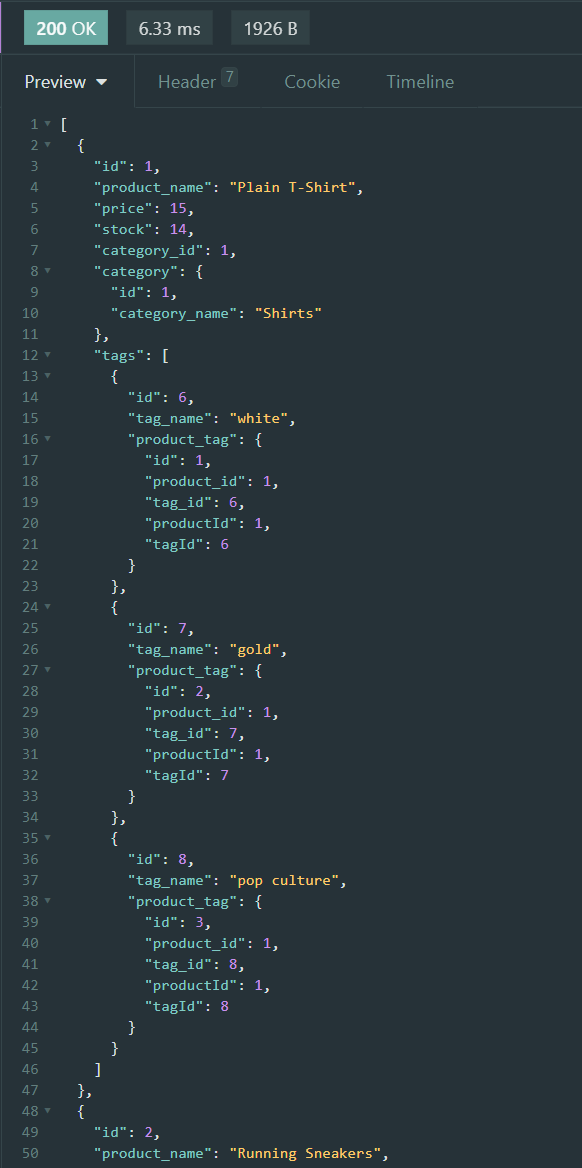 200 OK 6.33 ms 1926 B
Preview Header 7 Cookie Timeline
1 [
2 {
3 "id": 1,
4 "product_name": "Plain T-Shirt",
5 "price": 15,
6 "stock": 14,
7 "category_id": 1,
8 "category": {
9 "id": 1,
10 "category_name": "Shirts"
11 },
12 "tags": [
13 {
14 "id": 6,
15 "tag_name": "white",
16 "product_tag": {
17 "id": 1,
18 "product_id": 1,
19 "tag_id": 6,
20 "productId": 1,
21 "tagId": 6
22 }
23 },
24 {
25 "id": 7,
26 "tag_name": "gold",
27 "product_tag": {
28 "id": 2,
29 "product_id": 1,
30 "tag_id": 7,
31 "productId": 1,
32 "tagId": 7
33 }
34 },
35 {
36 "id": 8,
37 "tag_name": "pop culture",
38 "product_tag": {
39 "id": 3,
40 "product_id": 1,
41 "tag_id": 8,
42 "productId": 1,
43 "tagId": 8
44 }
45 }
46 ]
47 },
48 {
49 "id": 2,
50 "product_name": "Running Sneakers",